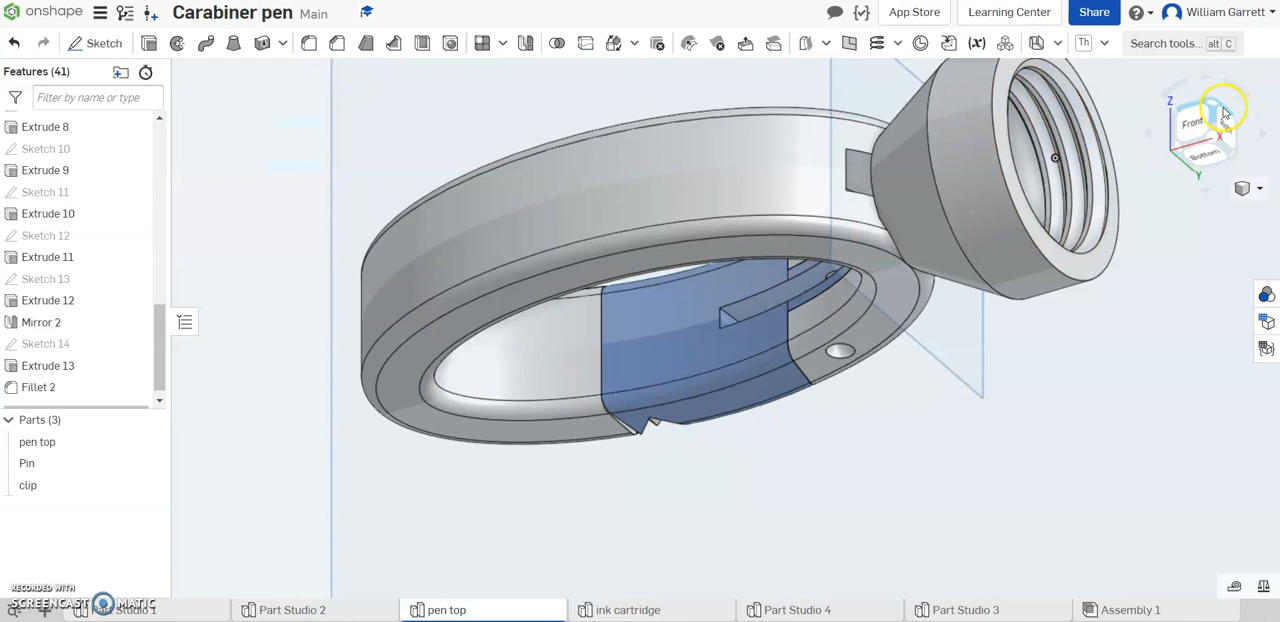 onshape Carabiner pen Main App Store Learning Center Share William Garrett
Sketch Th Search tools... alt C
Features (41)
Filter by name or type
Extrude 8
Sketch 10
Extrude 9
Sketch 11
Extrude 10
Sketch 12
Extrude 11
Sketch 13
Extrude 12
Mirror 2
Sketch 14
Extrude 13
Fillet 2
Parts (3)
pen top
Pin
clip
Z
Front
X
Bottom
Y
RECORDED WITH
SCREENCAST MATIC
Part Studio 1 Part Studio 2 pen top ink cartridge Part Studio 4 Part Studio 3 Assembly 1